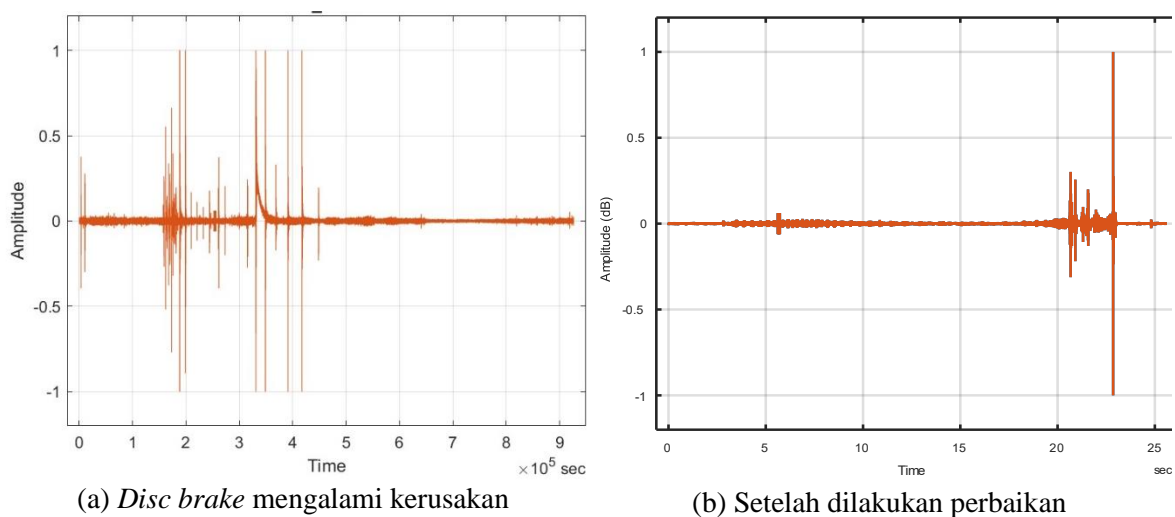 1
0.5
0
-0.5
-1
Amplitude
0 1 2 3 4 5 6 7 8 9
Time
×10⁵ sec
(a) Disc brake mengalami kerusakan
1
0.5
0
-0.5
-1
Amplitude (dB)
0 5 10 15 20 25
Time
sec
(b) Setelah dilakukan perbaikan